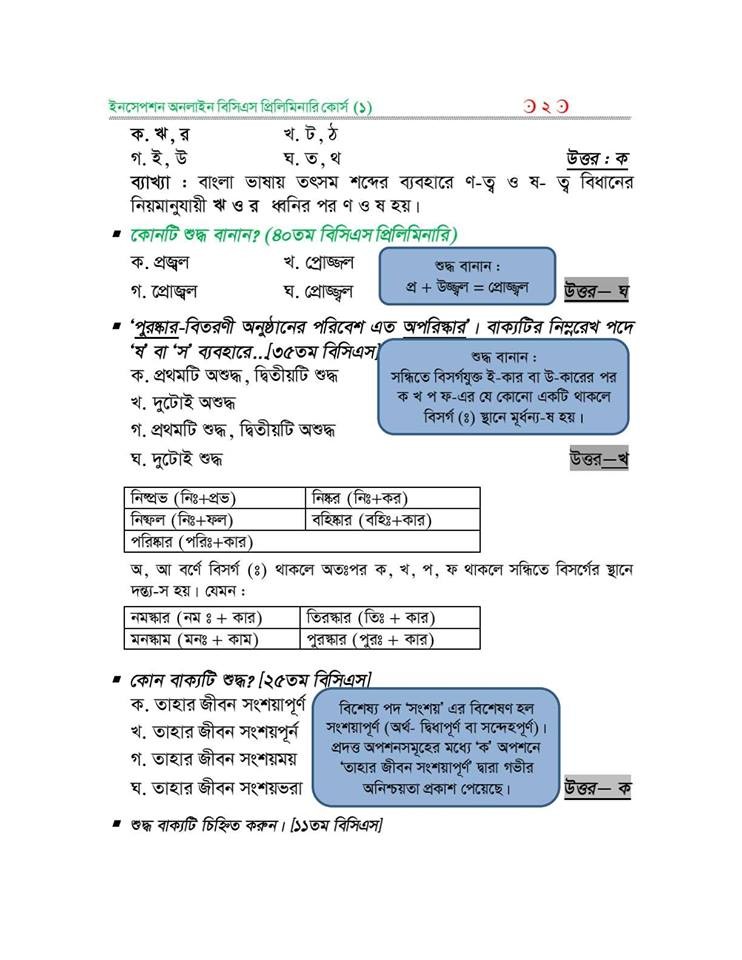 ইনসেপশন অনলাইন বিসিএস প্রিলিমিনারি কোর্স (১) ২
ক. ঋ, র খ. ট, ঠ
গ. ই, উ ঘ. ত, থ উত্তর : ক
ব্যাখ্যা : বাংলা ভাষায় তৎসম শব্দের ব্যবহারে ণ-ত্ব ও ষ- ত্ব বিধানের
নিয়মানুযায়ী ঋ ও র ধ্বনির পর ণ ও ষ হয়।
▪ কোনটি শুদ্ধ বানান? (৪০তম বিসিএস প্রিলিমিনারি)
ক. প্রজ্বল খ. প্রোজ্জল
গ. প্রোজ্বল ঘ. প্রোজ্জ্বল
শুদ্ধ বানান :
প্র + উজ্জ্বল = প্রোজ্জ্বল
উত্তর– ঘ
▪ ‘পুরষ্কার-বিতরণী অনুষ্ঠানের পরিবেশ এত অপরিস্কার’। বাক্যটির নিম্নরেখ পদে
‘ষ’ বা ‘স’ ব্যবহারে...[৩৫তম বিসিএস]
ক. প্রথমটি অশুদ্ধ, দ্বিতীয়টি শুদ্ধ
খ. দুটোই অশুদ্ধ
গ. প্রথমটি শুদ্ধ, দ্বিতীয়টি অশুদ্ধ
ঘ. দুটোই শুদ্ধ
শুদ্ধ বানান :
সন্ধিতে বিসর্গযুক্ত ই-কার বা উ-কারের পর
ক খ প ফ-এর যে কোনো একটি থাকলে
বিসর্গ (ঃ) স্থানে মূর্ধন্য-ষ হয়।
উত্তর–খ
নিষ্প্রভ (নিঃ+প্রভ) নিষ্কর (নিঃ+কর)
নিষ্ফল (নিঃ+ফল) বহিষ্কার (বহিঃ+কার)
পরিষ্কার (পরিঃ+কার)
অ, আ বর্ণে বিসর্গ (ঃ) থাকলে অতঃপর ক, খ, প, ফ থাকলে সন্ধিতে বিসর্গের স্থানে
দন্ত্য-স হয়। যেমন :
নমস্কার (নম ঃ + কার) তিরস্কার (তিঃ + কার)
মনস্কাম (মনঃ + কাম) পুরস্কার (পুরঃ + কার)
▪ কোন বাক্যটি শুদ্ধ? [২৫তম বিসিএস]
ক. তাহার জীবন সংশয়াপূর্ণ
খ. তাহার জীবন সংশয়পূর্ন
গ. তাহার জীবন সংশয়ময়
ঘ. তাহার জীবন সংশয়ভরা
বিশেষ্য পদ ‘সংশয়’ এর বিশেষণ হল
সংশয়াপূর্ণ (অর্থ- দ্বিধাপূর্ণ বা সন্দেহপূর্ণ)।
প্রদত্ত অপশনসমূহের মধ্যে ‘ক’ অপশনে
‘তাহার জীবন সংশয়াপূর্ণ’ দ্বারা গভীর
অনিশ্চয়তা প্রকাশ পেয়েছে।
উত্তর– ক
▪ শুদ্ধ বাক্যটি চিহ্নিত করুন। [১১তম বিসিএস]